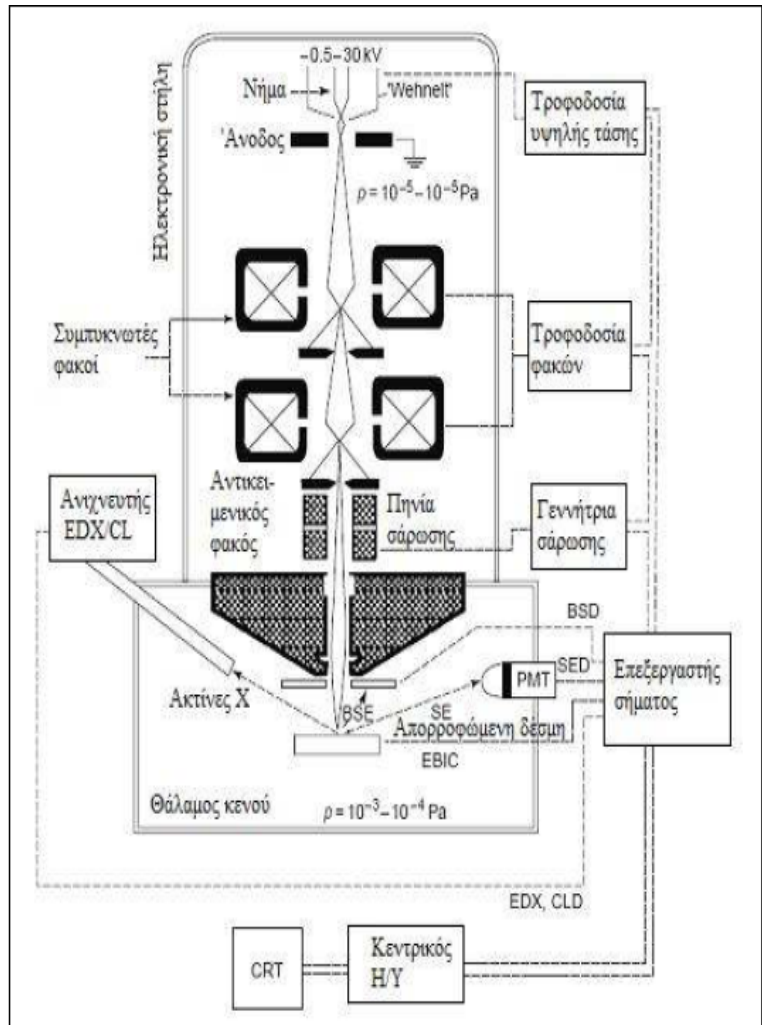 −0.5−30 kV
Νήμα
'Wehnelt'
Τροφοδοσία
υψηλής τάσης
Άνοδος
Ηλεκτρονική στήλη
p = 10⁻⁵−10⁻⁵ Pa
Συμπυκνωτές
φακοί
Τροφοδοσία
φακών
Ανιχνευτής
EDX/CL
Αντικει-
μενικός
φακός
Πηνία
σάρωσης
Γεννήτρια
σάρωσης
BSD
SED
PMT
Επεξεργαστής
σήματος
Ακτίνες Χ
BSE
SE
Απορροφώμενη δέσμη
EBIC
Θάλαμος κενού
p = 10⁻³−10⁻⁴ Pa
EDX, CLD
CRT
Κεντρικός
Η/Υ